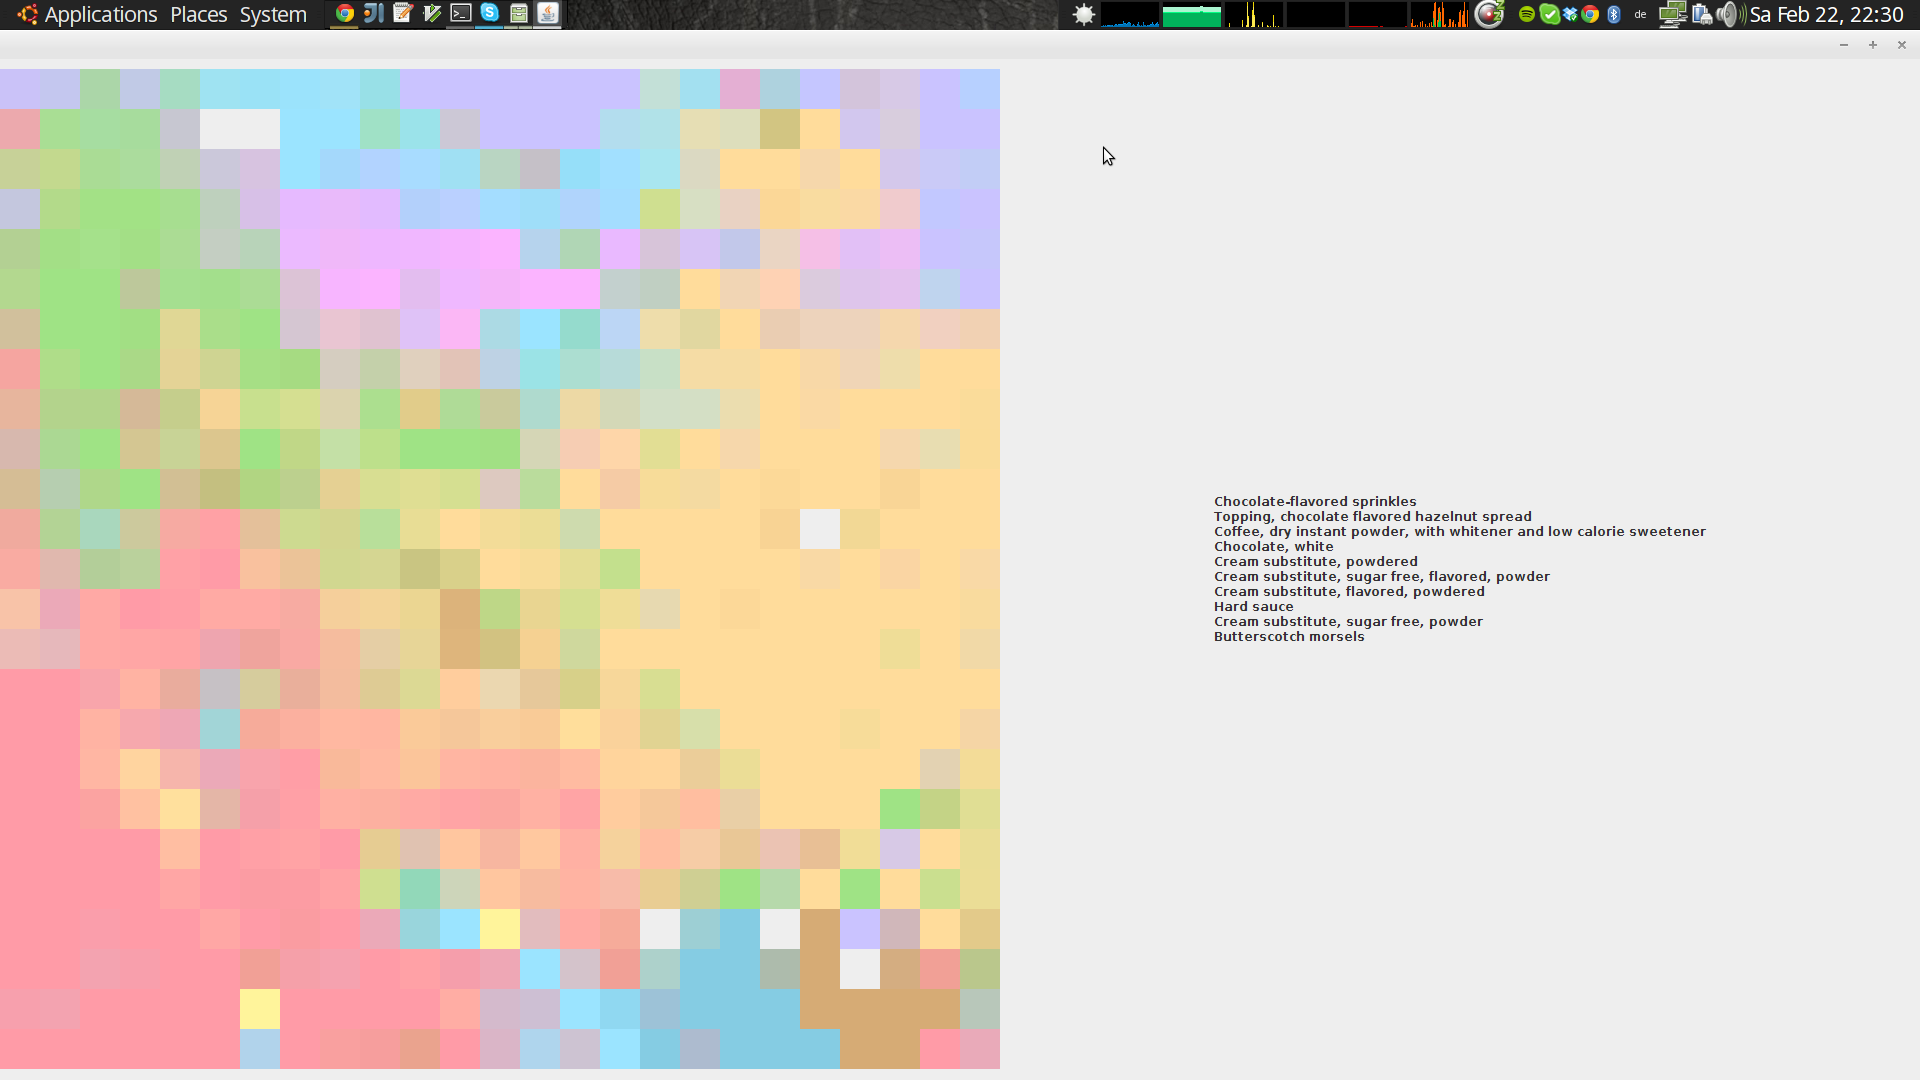 Applications Places System
de
Sa Feb 22, 22:30
Chocolate-flavored sprinkles
Topping, chocolate flavored hazelnut spread
Coffee, dry instant powder, with whitener and low calorie sweetener
Chocolate, white
Cream substitute, powdered
Cream substitute, sugar free, flavored, powder
Cream substitute, flavored, powdered
Hard sauce
Cream substitute, sugar free, powder
Butterscotch morsels